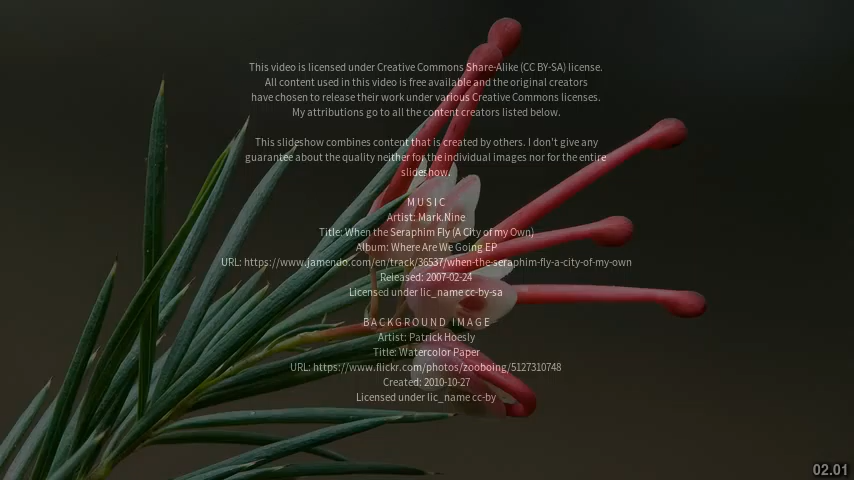 This video is licensed under Creative Commons Share-Alike (CC BY-SA) license.
All content used in this video is free available and the original creators
have chosen to release their work under various Creative Commons licenses.
My attributions go to all the content creators listed below.
This slideshow combines content that is created by others. I don't give any
guarantee about the quality neither for the individual images nor for the entire
slideshow.
MUSIC
Artist: Mark.Nine
Title: When the Seraphim Fly (A City of my Own)
Album: Where Are We Going EP
URL: https://www.jamendo.com/en/track/36537/when-the-seraphim-fly-a-city-of-my-own
Released: 2007-02-24
Licensed under lic_name cc-by-sa
BACKGROUND IMAGE
Artist: Patrick Hoesly
Title: Watercolor Paper
URL: https://www.flickr.com/photos/zooboing/5127310748
Created: 2010-10-27
Licensed under lic_name cc-by
02.01